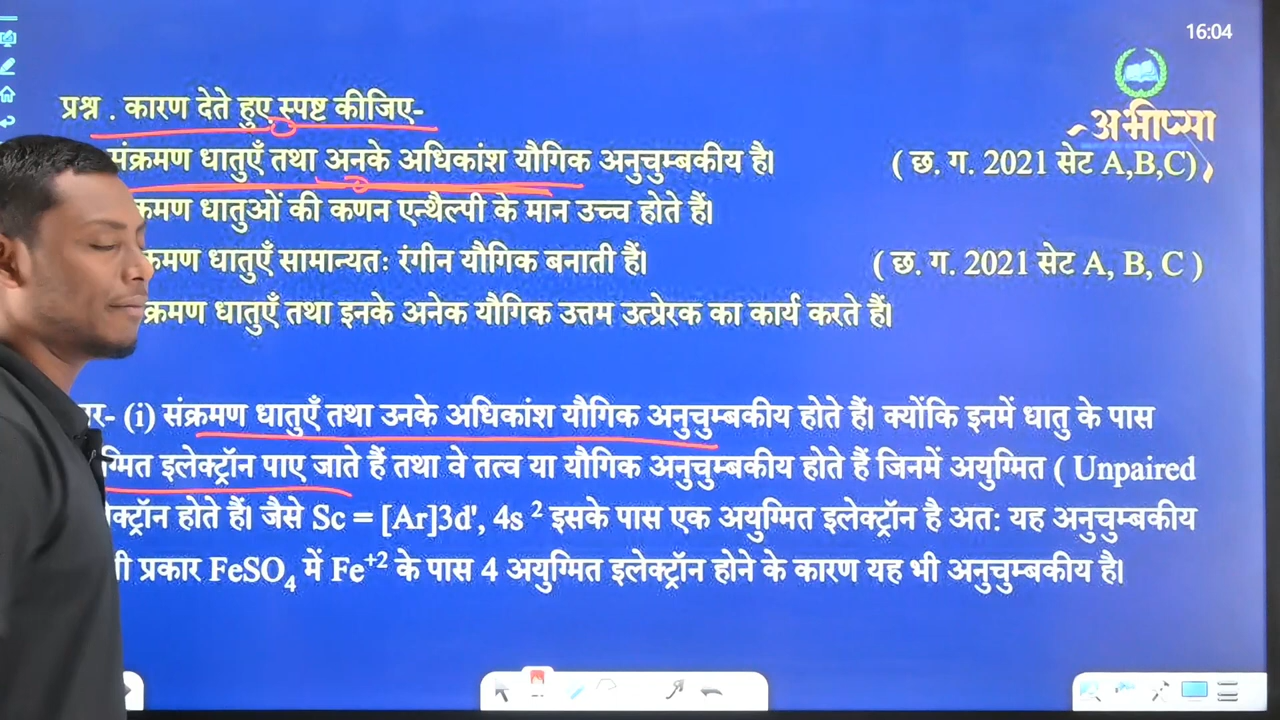 16:04
अभीप्सा
प्रश्न . कारण देते हुए स्पष्ट कीजिए-
संक्रमण धातुएँ तथा अनके अधिकांश यौगिक अनुचुम्बकीय है। ( छ. ग. 2021 सेट A,B,C)
क्रमण धातुओं की कणन एन्थैल्पी के मान उच्च होते हैं।
क्रमण धातुएँ सामान्यतः रंगीन यौगिक बनाती हैं। ( छ. ग. 2021 सेट A, B, C )
क्रमण धातुएँ तथा इनके अनेक यौगिक उत्तम उत्प्रेरक का कार्य करते हैं।
र- (i) संक्रमण धातुएँ तथा उनके अधिकांश यौगिक अनुचुम्बकीय होते हैं। क्योंकि इनमें धातु के पास
ग्मित इलेक्ट्रॉन पाए जाते हैं तथा वे तत्व या यौगिक अनुचुम्बकीय होते हैं जिनमें अयुग्मित ( Unpaired
क्ट्रॉन होते हैं। जैसे Sc = [Ar]3d', 4s ² इसके पास एक अयुग्मित इलेक्ट्रॉन है अत: यह अनुचुम्बकीय
ी प्रकार FeSO₄ में Fe⁺² के पास 4 अयुग्मित इलेक्ट्रॉन होने के कारण यह भी अनुचुम्बकीय है।